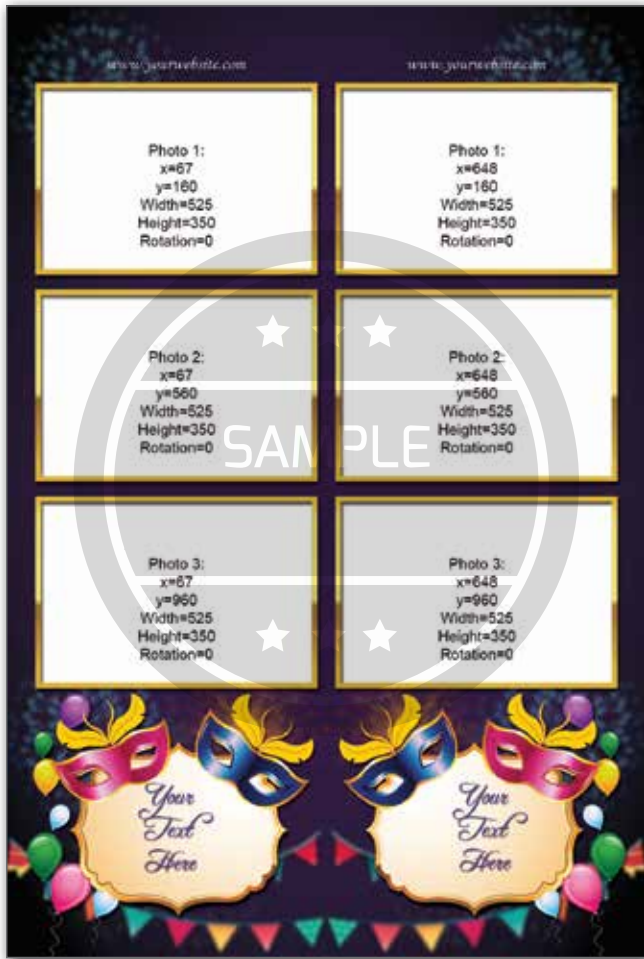 www.yourwebsite.com
www.yourwebsite.com
Photo 1:
x=67
y=160
Width=525
Height=350
Rotation=0
Photo 1:
x=648
y=160
Width=525
Height=350
Rotation=0
Photo 2:
x=67
y=560
Width=525
Height=350
Rotation=0
Photo 2:
x=648
y=560
Width=525
Height=350
Rotation=0
SAMPLE
Photo 3:
x=67
y=960
Width=525
Height=350
Rotation=0
Photo 3:
x=648
y=960
Width=525
Height=350
Rotation=0
Your
Text
Here
Your
Text
Here